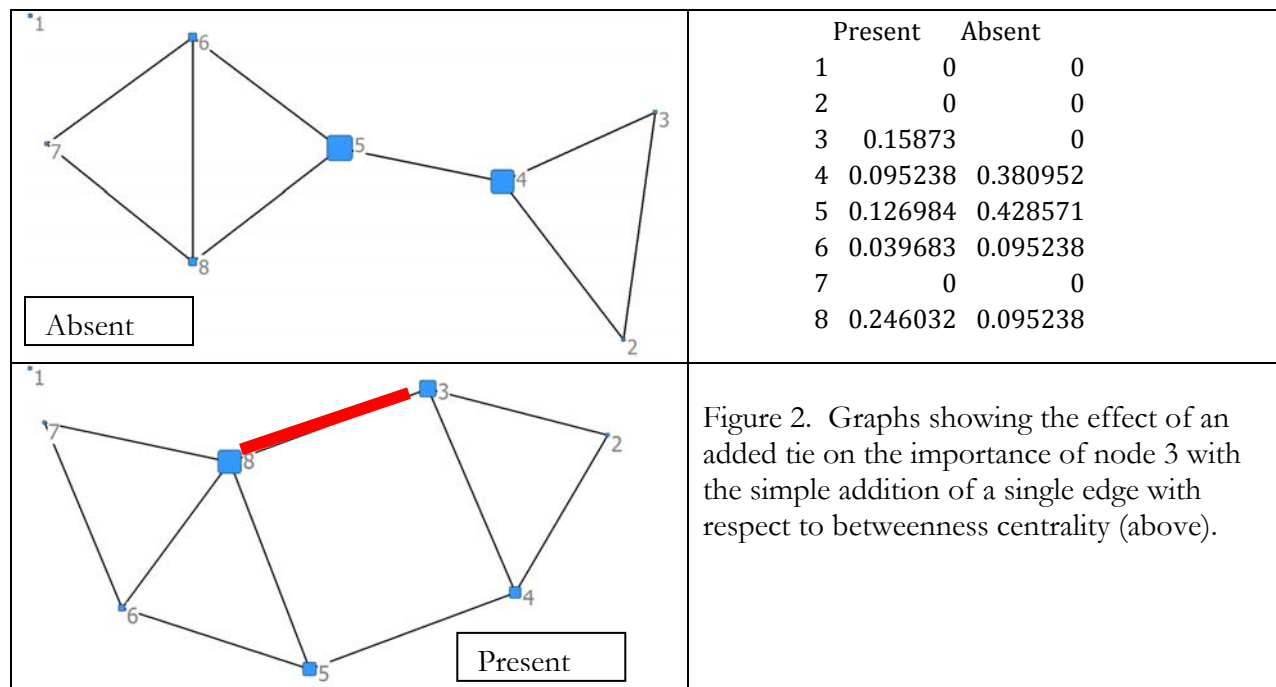 1
6
3
5
7
4
8
Absent
2
Present Absent
1 0 0
2 0 0
3 0.15873 0
4 0.095238 0.380952
5 0.126984 0.428571
6 0.039683 0.095238
7 0 0
8 0.246032 0.095238
1
3
7
2
8
4
6
Present
5
Figure 2. Graphs showing the effect of an
added tie on the importance of node 3 with
the simple addition of a single edge with
respect to betweenness centrality (above).